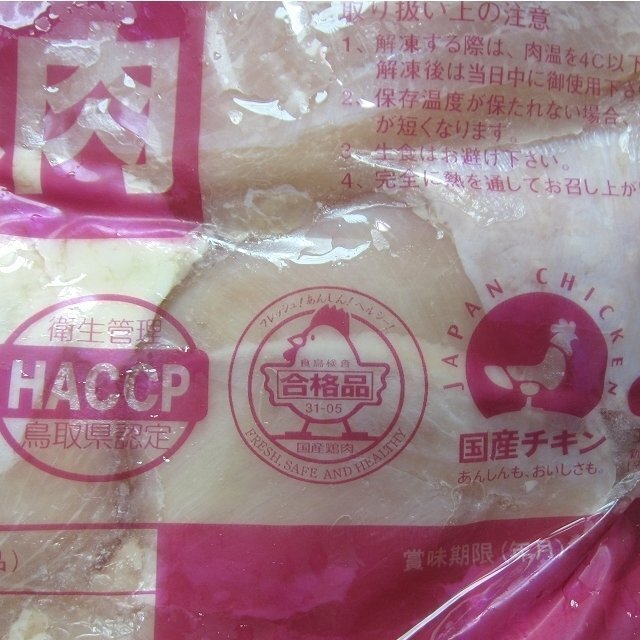 肉
取り扱い上の注意
1、解凍する際は、肉温を4C以下
解凍後は当日中に御使用下さ
2、保存温度が保たれない場合
が短くなります
3、生食はお避け下さい。
4、完全に熱を通してお召し上が
衛生管理
HACCP
鳥取県認定
フレッシュ!あんしん!ヘルシー!
食鳥検査
合格品
31-05
国産鶏肉
FRESH, SAFE AND HEALTHY
JAPAN CHICKEN
国産チキン
あんしんも、おいしさも。
品)
賞味期限(年月)